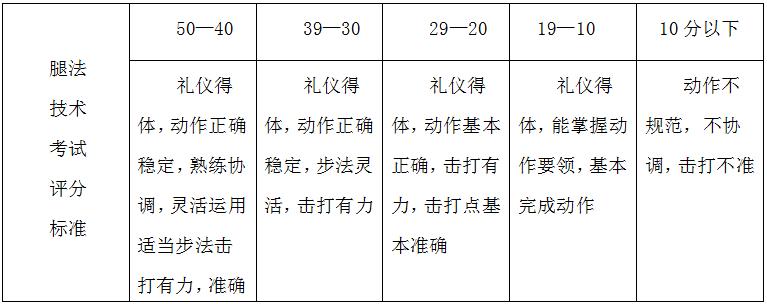 腿法
技术
考试
评分
标准
50—40
39—30
29—20
19—10
10 分以下
礼仪得
体，动作正确
稳定，熟练协
调，灵活运用
适当步法击
打有力，准确
礼仪得
体，动作正确
稳定，步法灵
活，击打有力
礼仪得
体，动作基本
正确，击打有
力，击打点基
本准确
礼仪得
体，能掌握动
作要领，基本
完成动作
动作不
规范，不协
调，击打不准